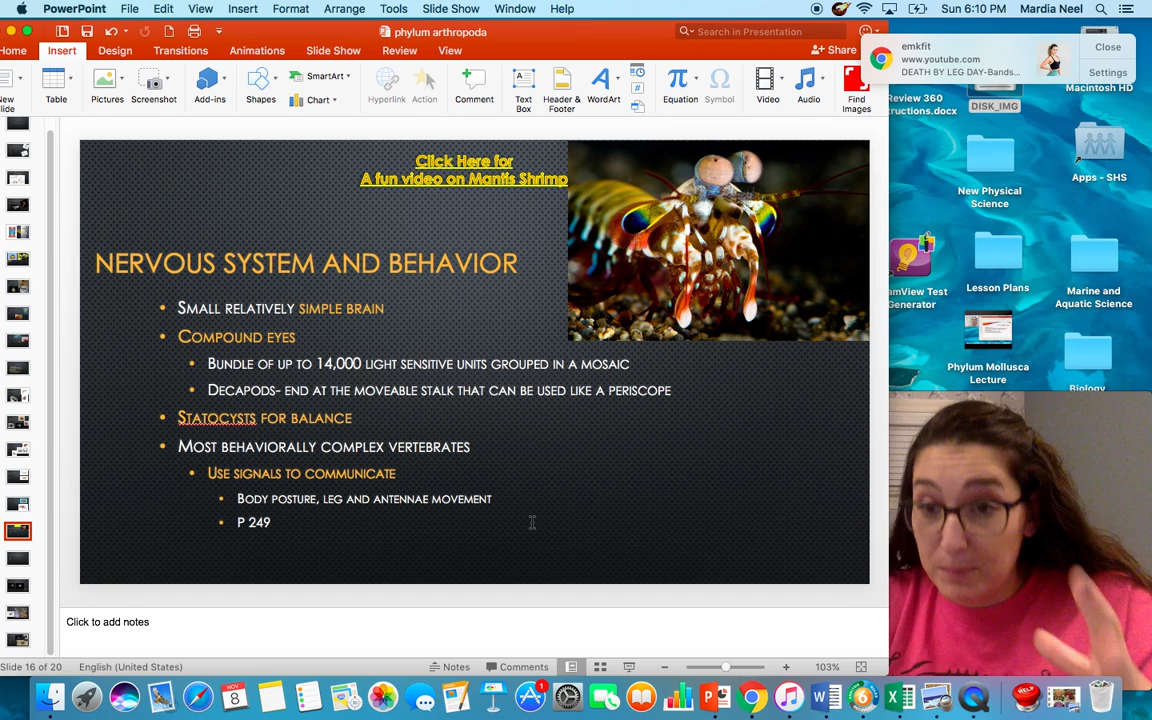 PowerPoint File Edit View Insert Format Arrange Tools Slide Show Window Help Sun 6:10 PM Mardia Neel
phylum arthropoda
Search in Presentation
Home Insert Design Transitions Animations Slide Show Review View
Share
emkfit
www.youtube.com
DEATH BY LEG DAY-Bands...
Close
Settings
Table
Pictures
Screenshot
Add-ins
Shapes
SmartArt
Chart
Hyperlink
Action
Comment
Text
Box
Header &
Footer
WordArt
Equation
Symbol
Video
Audio
Find
Images
Macintosh HD
Review 360
DISK_IMG
New Physical
Science
Apps - SHS
Lesson Plans
Marine and
Aquatic Science
Generator
Phylum Mollusca
Lecture
Biology
Click Here for
A fun video on Mantis Shrimp
NERVOUS SYSTEM AND BEHAVIOR
• SMALL RELATIVELY SIMPLE BRAIN
• COMPOUND EYES
• BUNDLE OF UP TO 14,000 LIGHT SENSITIVE UNITS GROUPED IN A MOSAIC
• DECAPODS- END AT THE MOVEABLE STALK THAT CAN BE USED LIKE A PERISCOPE
• STATOCYSTS FOR BALANCE
• MOST BEHAVIORALLY COMPLEX VERTEBRATES
• USE SIGNALS TO COMMUNICATE
• BODY POSTURE, LEG AND ANTENNAE MOVEMENT
• P 249
Click to add notes
Slide 16 of 20 English (United States) Notes Comments 103%
NOV
8
1
6
HELP